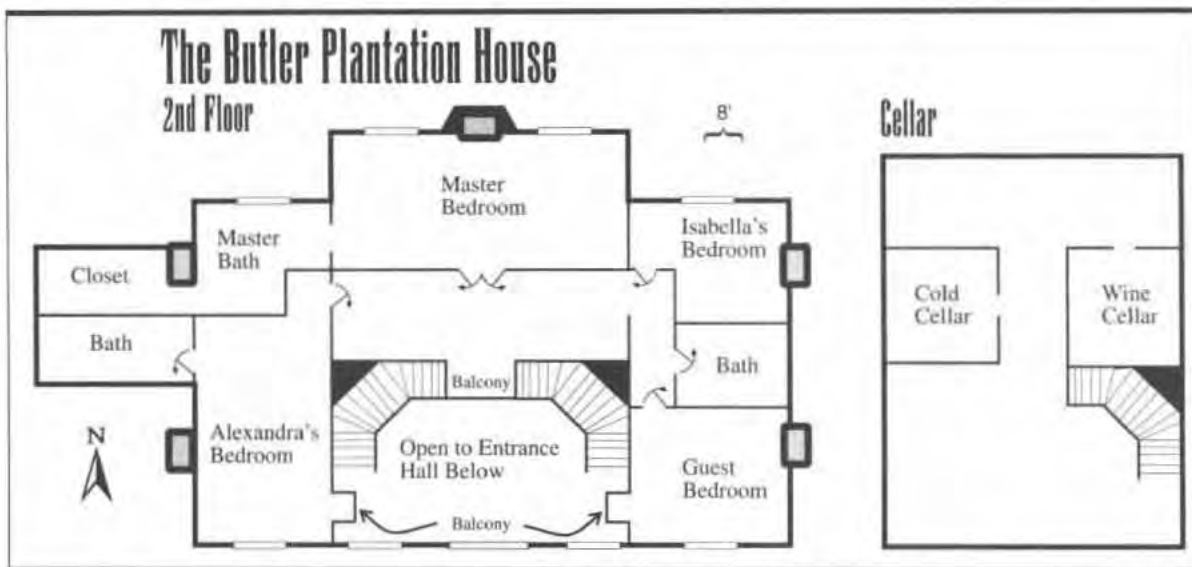 The Butler Plantation House
2nd Floor
8'
Cellar
Master
Bedroom
Isabella's
Bedroom
Master
Bath
Closet
Cold
Cellar
Wine
Cellar
Bath
Balcony
Bath
N
Alexandra's
Bedroom
Open to Entrance
Hall Below
Guest
Bedroom
Balcony